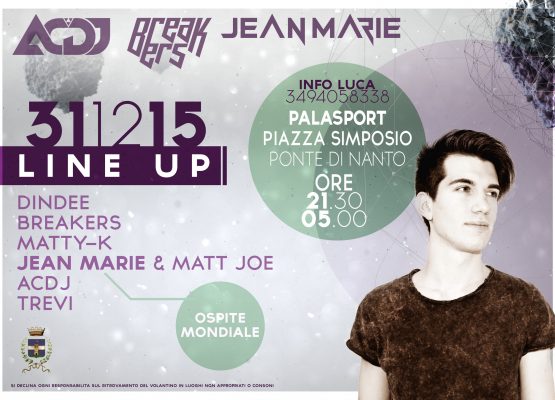 ACDJ
BreaKers
JEAN MARIE
31 12 15
LINE UP
DINDEE
BREAKERS
MATTY-K
JEAN MARIE & MATT JOE
ACDJ
TREVI
OSPITE
MONDIALE
INFO LUCA
3494058338
PALASPORT
PIAZZA SIMPOSIO
PONTE DI NANTO
ORE
21.30
05.00
SI DECLINA OGNI RESPONSABILITA SUL RITROVAMENTO DEL VOLANTINO IN LUOGHI NON APPROPRIATI O CONSONI